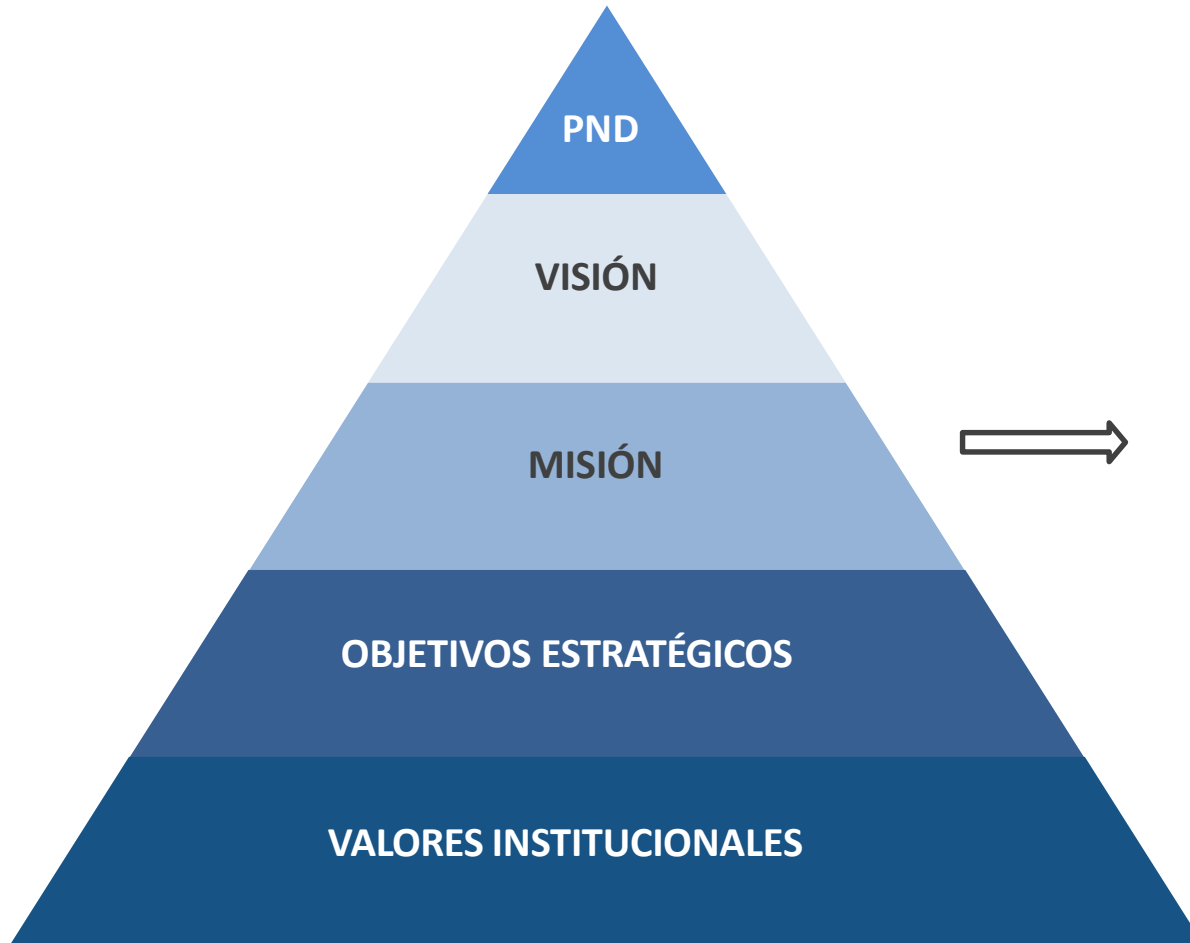 PND
VISIÓN
MISIÓN
OBJETIVOS ESTRATÉGICOS
VALORES INSTITUCIONALES